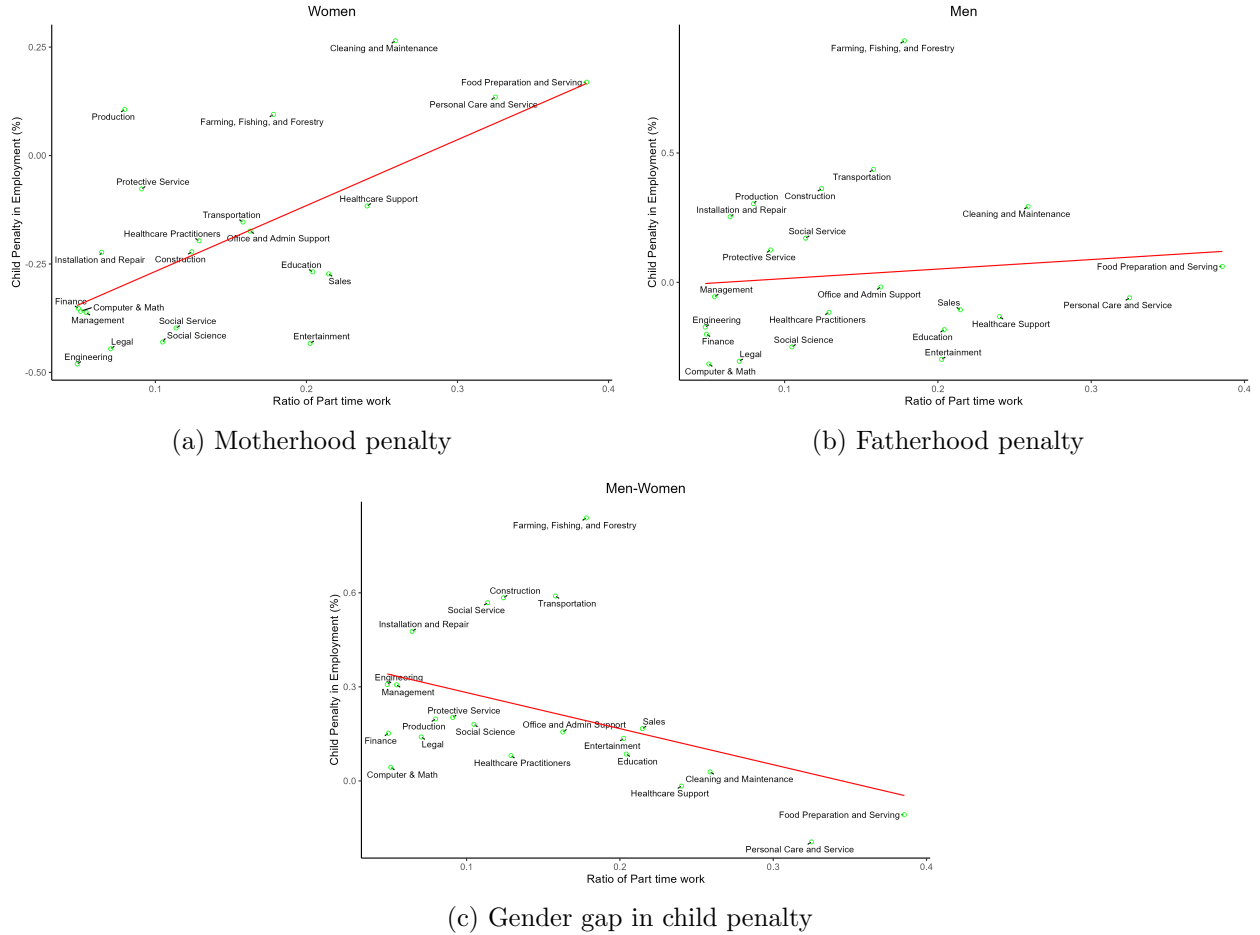 Women
Child Penalty in Employment (%)
0.25
0.00
-0.25
-0.50
Cleaning and Maintenance
Food Preparation and Serving
Personal Care and Service
Production
Farming, Fishing, and Forestry
Protective Service
Healthcare Support
Transportation
Healthcare Practitioners
Office and Admin Support
Installation and Repair
Construction
Education
Sales
Finance
Computer & Math
Management
Social Service
Social Science
Entertainment
Legal
Engineering
0.1
0.2
0.3
0.4
Ratio of Part time work
(a) Motherhood penalty
Men
Child Penalty in Employment (%)
0.5
0.0
Farming, Fishing, and Forestry
Transportation
Production
Construction
Installation and Repair
Cleaning and Maintenance
Social Service
Protective Service
Food Preparation and Serving
Management
Office and Admin Support
Personal Care and Service
Sales
Engineering
Healthcare Practitioners
Healthcare Support
Finance
Social Science
Education
Legal
Entertainment
Computer & Math
0.1
0.2
0.3
0.4
Ratio of Part time work
(b) Fatherhood penalty
Men-Women
Child Penalty in Employment (%)
0.6
0.3
0.0
Farming, Fishing, and Forestry
Construction
Social Service
Transportation
Installation and Repair
Engineering
Management
Protective Service
Production
Office and Admin Support
Sales
Social Science
Finance
Legal
Entertainment
Healthcare Practitioners
Education
Computer & Math
Cleaning and Maintenance
Healthcare Support
Food Preparation and Serving
Personal Care and Service
0.1
0.2
0.3
0.4
Ratio of Part time work
(c) Gender gap in child penalty